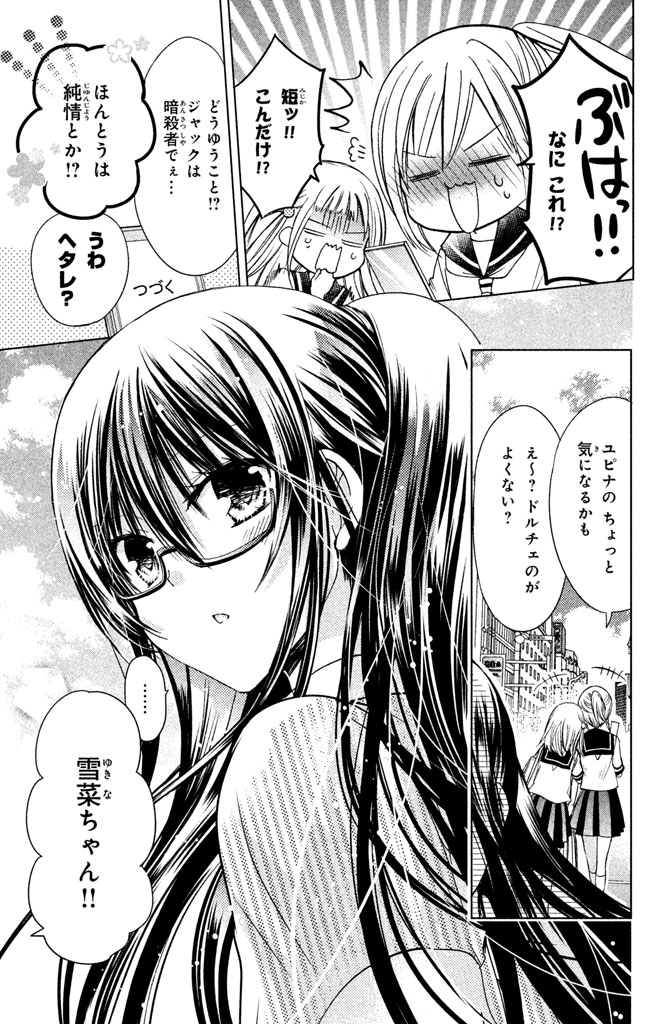 ぶはっ!!
なに これ!?
短ッ!!
こんだけ!?
どうゆうこと!?
ジャックは
暗殺者でぇ…
ほんとうは
純情とか!?
うわ
ヘタレ?
つづく
ユピナの ちょっと
気になるかも
え〜? ドルチェのが
よくない?
……
雪菜ちゃん!!